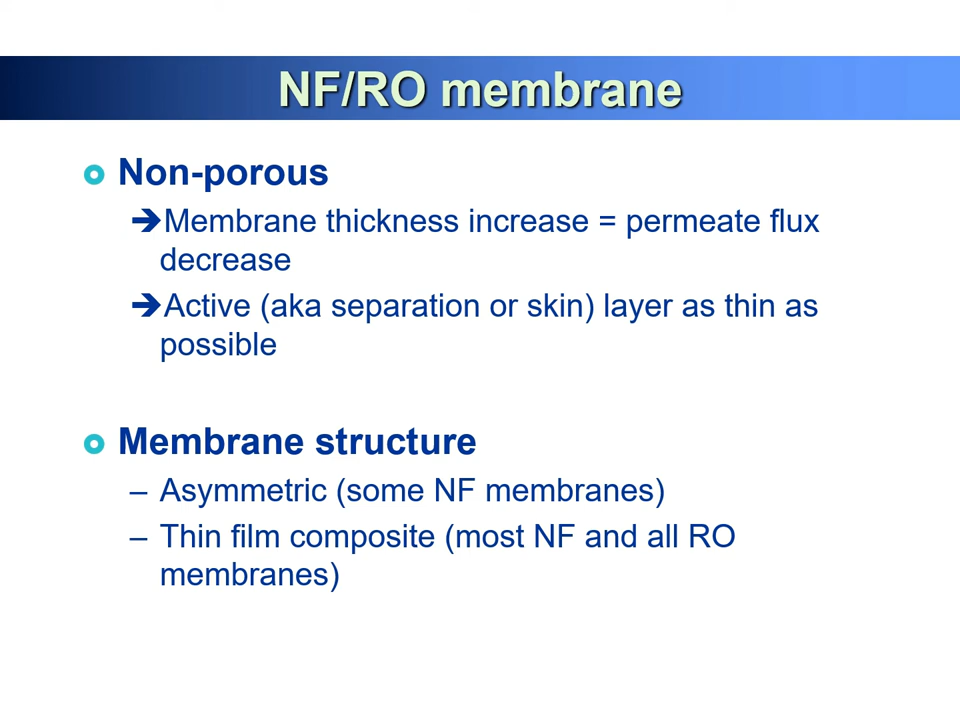 NF/RO membrane
Non-porous
➔Membrane thickness increase = permeate flux
decrease
➔Active (aka separation or skin) layer as thin as
possible
Membrane structure
– Asymmetric (some NF membranes)
– Thin film composite (most NF and all RO
membranes)